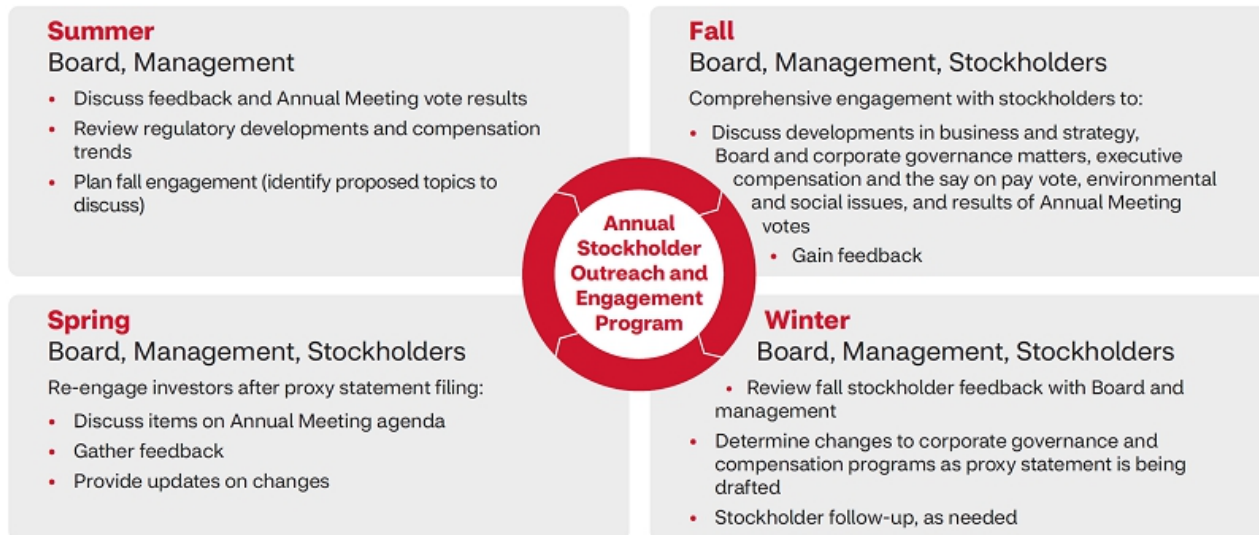 Summer
Board, Management
• Discuss feedback and Annual Meeting vote results
• Review regulatory developments and compensation
trends
• Plan fall engagement (identify proposed topics to
discuss)
Fall
Board, Management, Stockholders
Comprehensive engagement with stockholders to:
• Discuss developments in business and strategy,
Board and corporate governance matters, executive
compensation and the say on pay vote, environmental
and social issues, and results of Annual Meeting
votes
• Gain feedback
Annual
Stockholder
Outreach and
Engagement
Program
Spring
Board, Management, Stockholders
Re-engage investors after proxy statement filing:
• Discuss items on Annual Meeting agenda
• Gather feedback
• Provide updates on changes
Winter
Board, Management, Stockholders
• Review fall stockholder feedback with Board and
management
• Determine changes to corporate governance and
compensation programs as proxy statement is being
drafted
• Stockholder follow-up, as needed